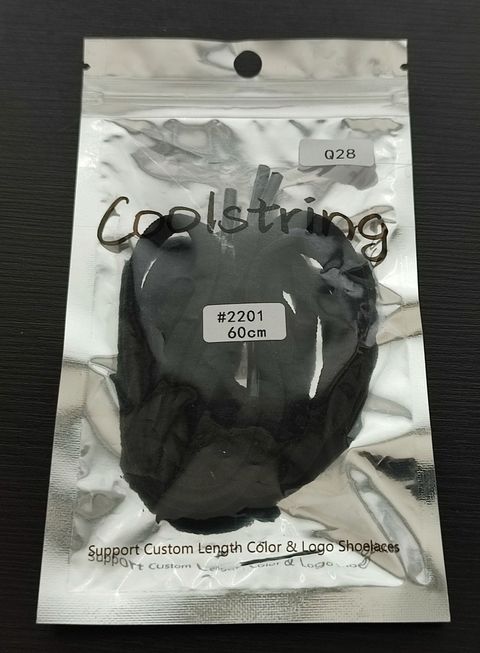 Q28
Coolstring
#2201
60cm
Support Custom Length Color & Logo Shoelaces